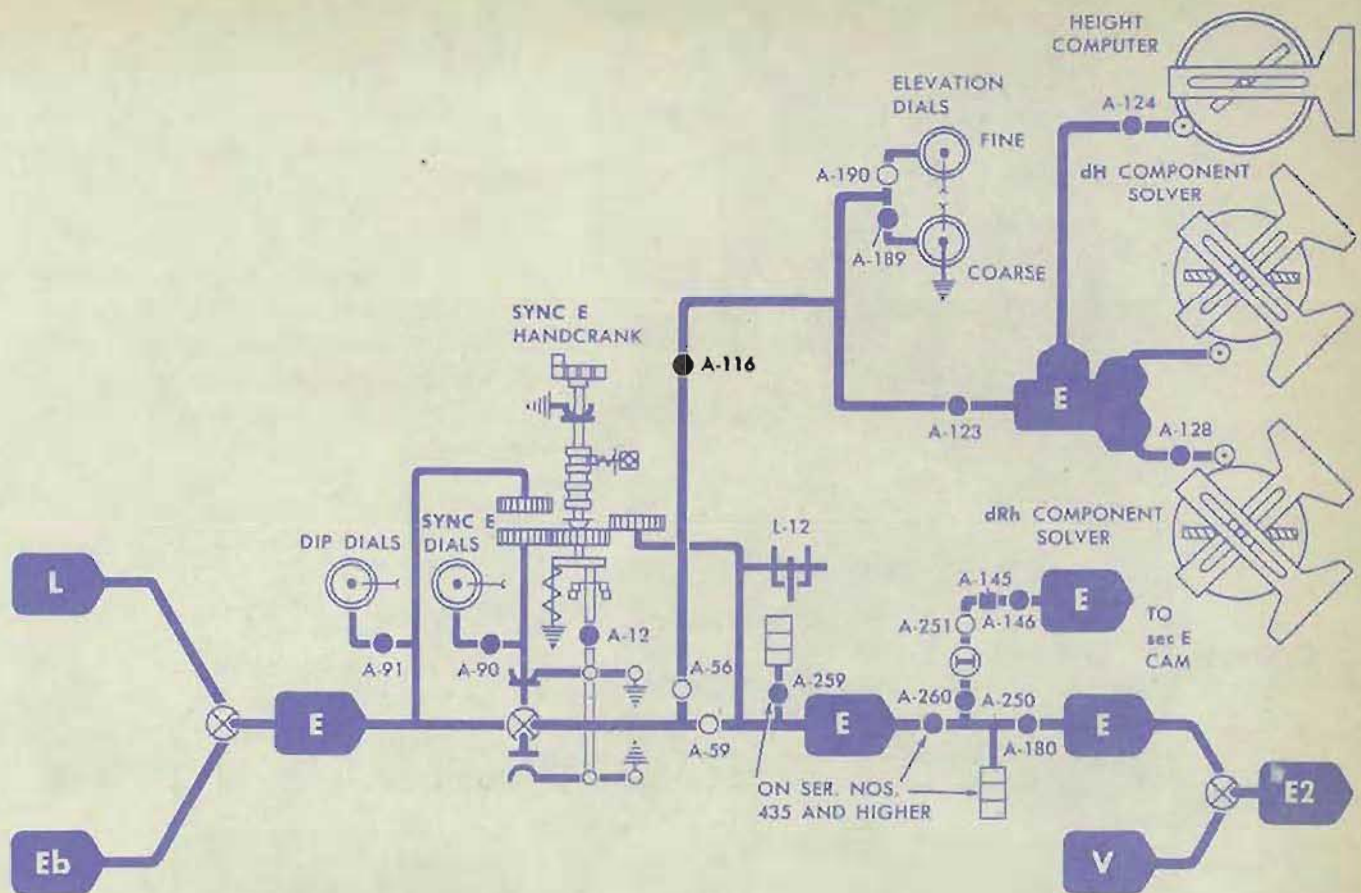 HEIGHT
COMPUTER
A-124
ELEVATION
DIALS
FINE
A-190
dH COMPONENT
SOLVER
A-189
COARSE
SYNC E
HANDCRANK
A-116
E
A-123
A-128
dRh COMPONENT
SOLVER
SYNC E
DIALS
DIP DIALS
L-12
L
A-145
E
A-251
A-146
TO
sec E
CAM
A-91
A-90
A-12
A-56
A-259
A-260
A-250
E
A-59
E
A-180
E
E2
ON SER. NOS.
435 AND HIGHER
Eb
V